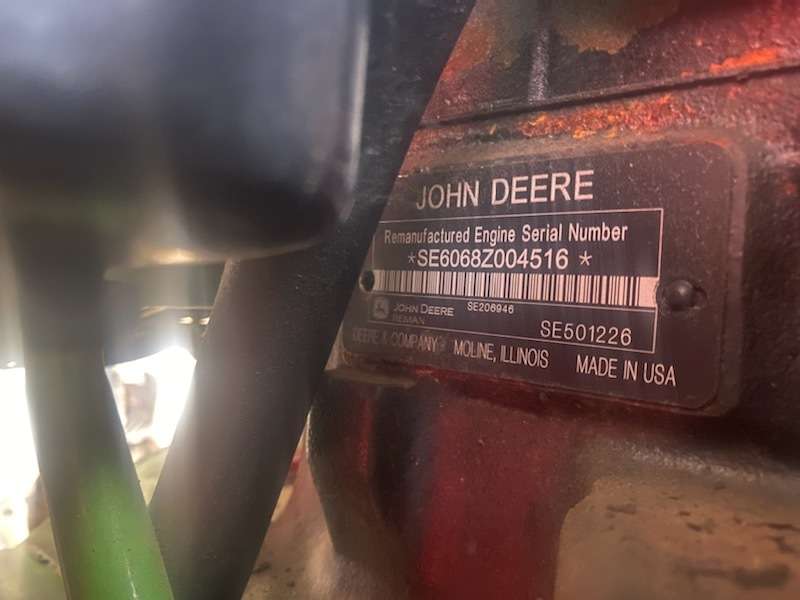 JOHN DEERE
Remanufactured Engine Serial Number
*SE6068Z004516*
JOHN DEERE
REMAN
SE206946
SE501226
DEERE & COMPANY MOLINE, ILLINOIS MADE IN USA